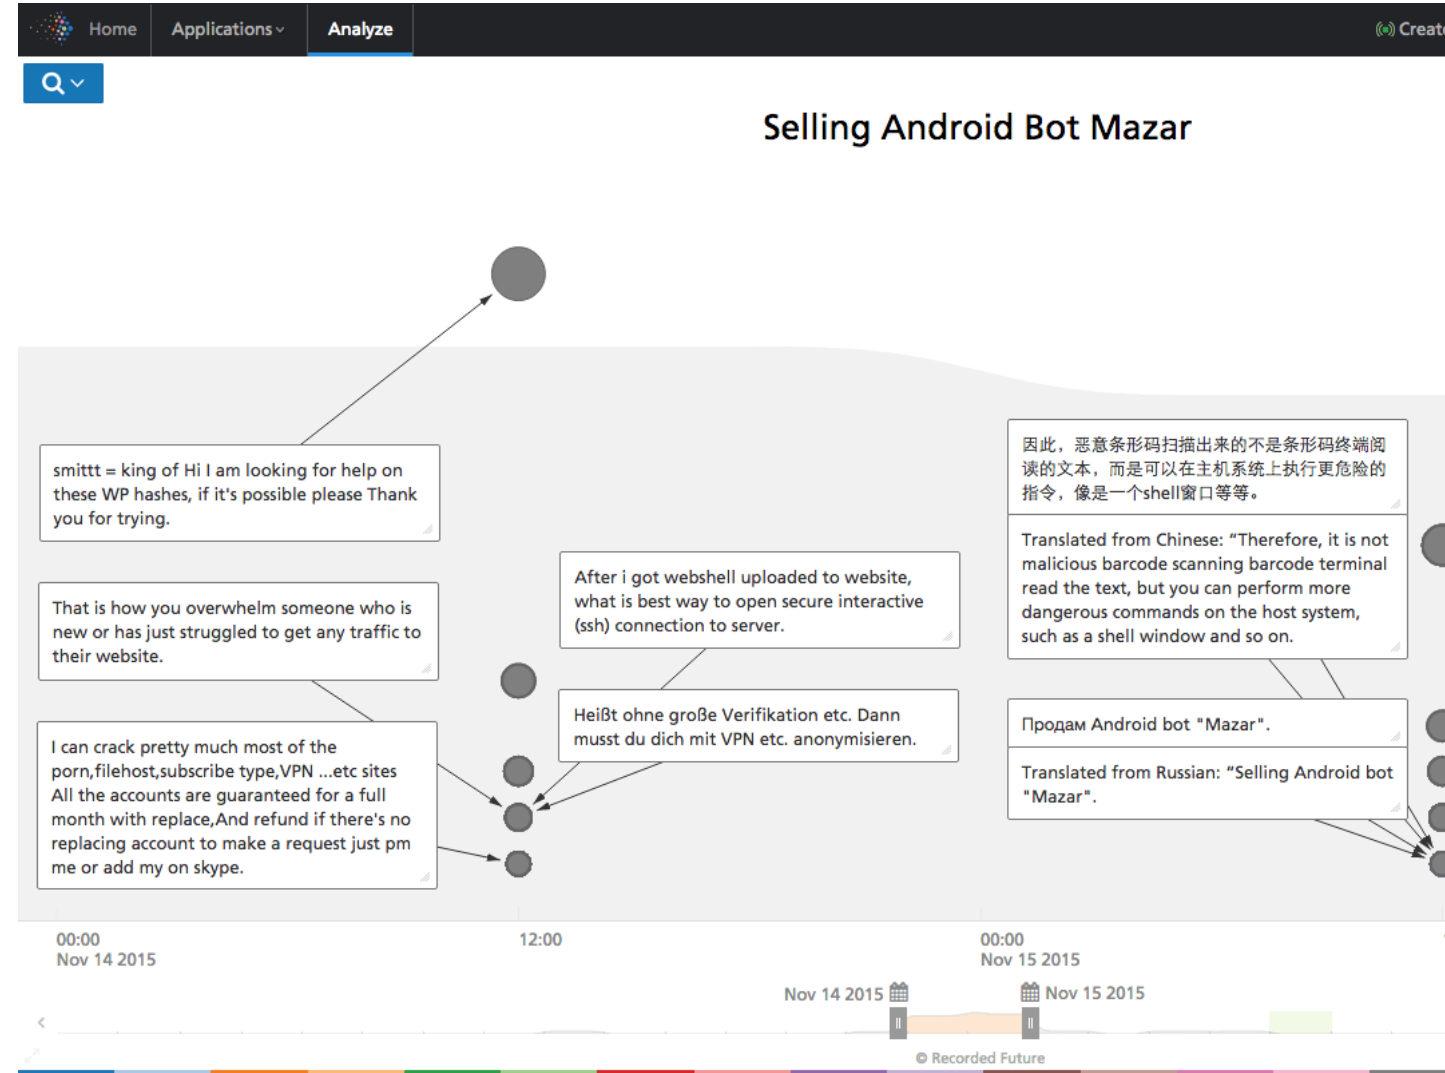 Home Applications Analyze Create
Selling Android Bot Mazar
smittt = king of Hi I am looking for help on
these WP hashes, if it's possible please Thank
you for trying.
That is how you overwhelm someone who is
new or has just struggled to get any traffic to
their website.
I can crack pretty much most of the
porn,filehost,subscribe type,VPN ...etc sites
All the accounts are guaranteed for a full
month with replace,And refund if there's no
replacing account to make a request just pm
me or add my on skype.
After i got webshell uploaded to website,
what is best way to open secure interactive
(ssh) connection to server.
Heißt ohne große Verifikation etc. Dann
musst du dich mit VPN etc. anonymisieren.
因此，恶意条形码扫描出来的不是条形码终端阅
读的文本，而是可以在主机系统上执行更危险的
指令，像是一个shell窗口等等。
Translated from Chinese: “Therefore, it is not
malicious barcode scanning barcode terminal
read the text, but you can perform more
dangerous commands on the host system,
such as a shell window and so on.
Продам Android bot "Mazar".
Translated from Russian: “Selling Android bot
"Mazar".
00:00 12:00 00:00
Nov 14 2015 Nov 15 2015
Nov 14 2015 Nov 15 2015
© Recorded Future